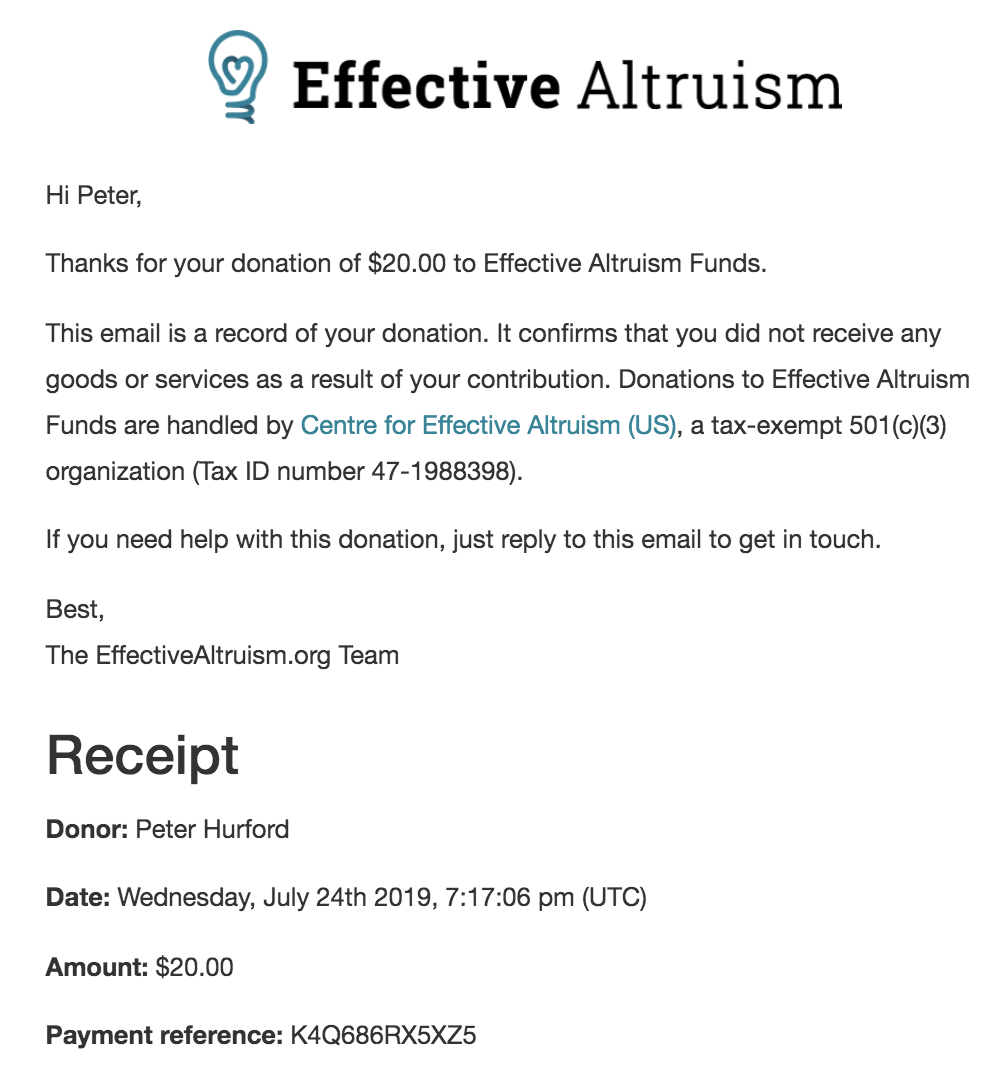 Effective Altruism
Hi Peter,
Thanks for your donation of $20.00 to Effective Altruism Funds.
This email is a record of your donation. It confirms that you did not receive any
goods or services as a result of your contribution. Donations to Effective Altruism
Funds are handled by Centre for Effective Altruism (US), a tax-exempt 501(c)(3)
organization (Tax ID number 47-1988398).
If you need help with this donation, just reply to this email to get in touch.
Best,
The EffectiveAltruism.org Team
Receipt
Donor: Peter Hurford
Date: Wednesday, July 24th 2019, 7:17:06 pm (UTC)
Amount: $20.00
Payment reference: K4Q686RX5XZ5